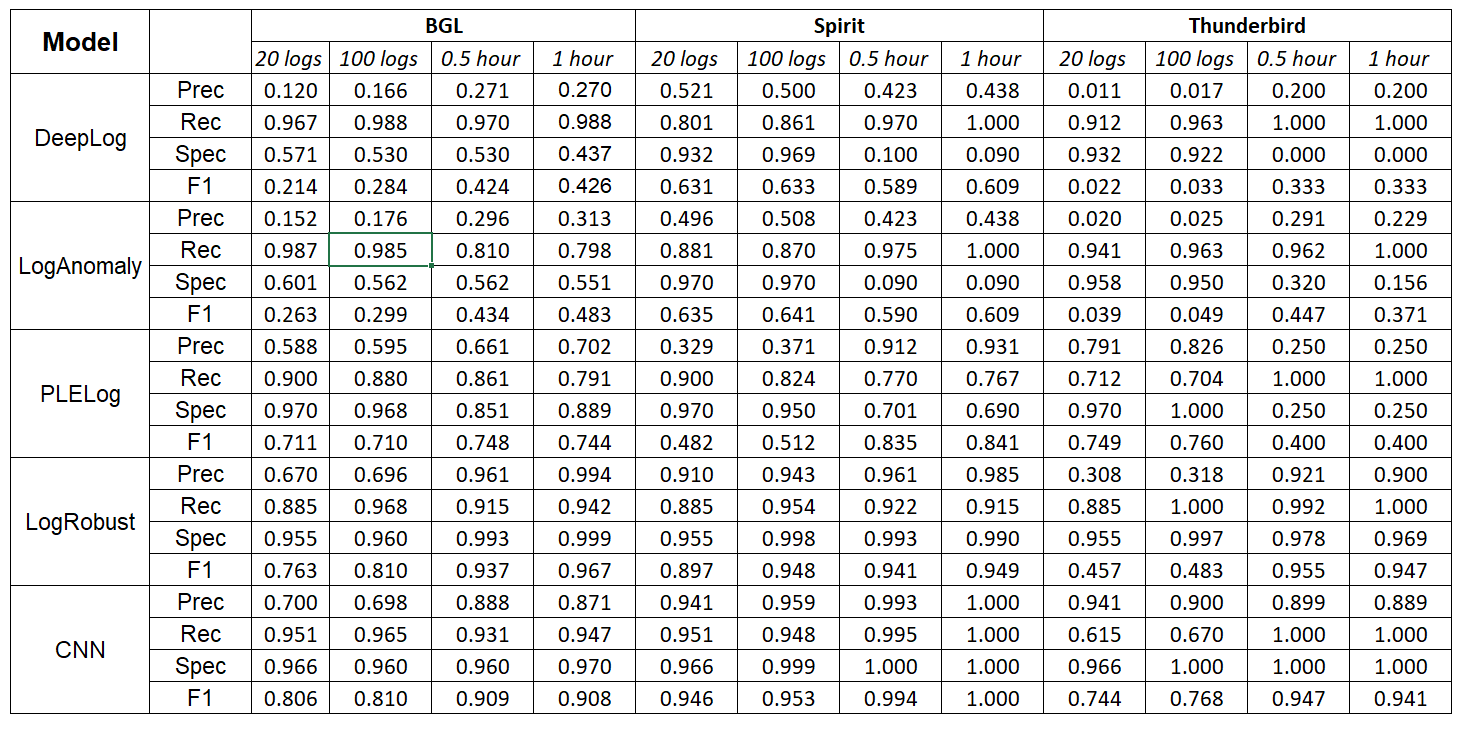 Model BGL Spirit Thunderbird
20 logs 100 logs 0.5 hour 1 hour 20 logs 100 logs 0.5 hour 1 hour 20 logs 100 logs 0.5 hour 1 hour
DeepLog
Prec 0.120 0.166 0.271 0.270 0.521 0.500 0.423 0.438 0.011 0.017 0.200 0.200
Rec 0.967 0.988 0.970 0.988 0.801 0.861 0.970 1.000 0.912 0.963 1.000 1.000
Spec 0.571 0.530 0.530 0.437 0.932 0.969 0.100 0.090 0.932 0.922 0.000 0.000
F1 0.214 0.284 0.424 0.426 0.631 0.633 0.589 0.609 0.022 0.033 0.333 0.333
LogAnomaly
Prec 0.152 0.176 0.296 0.313 0.496 0.508 0.423 0.438 0.020 0.025 0.291 0.229
Rec 0.987 0.985 0.810 0.798 0.881 0.870 0.975 1.000 0.941 0.963 0.962 1.000
Spec 0.601 0.562 0.562 0.551 0.970 0.970 0.090 0.090 0.958 0.950 0.320 0.156
F1 0.263 0.299 0.434 0.483 0.635 0.641 0.590 0.609 0.039 0.049 0.447 0.371
PLELog
Prec 0.588 0.595 0.661 0.702 0.329 0.371 0.912 0.931 0.791 0.826 0.250 0.250
Rec 0.900 0.880 0.861 0.791 0.900 0.824 0.770 0.767 0.712 0.704 1.000 1.000
Spec 0.970 0.968 0.851 0.889 0.970 0.950 0.701 0.690 0.970 1.000 0.250 0.250
F1 0.711 0.710 0.748 0.744 0.482 0.512 0.835 0.841 0.749 0.760 0.400 0.400
LogRobust
Prec 0.670 0.696 0.961 0.994 0.910 0.943 0.961 0.985 0.308 0.318 0.921 0.900
Rec 0.885 0.968 0.915 0.942 0.885 0.954 0.922 0.915 0.885 1.000 0.992 1.000
Spec 0.955 0.960 0.993 0.999 0.955 0.998 0.993 0.990 0.955 0.997 0.978 0.969
F1 0.763 0.810 0.937 0.967 0.897 0.948 0.941 0.949 0.457 0.483 0.955 0.947
CNN
Prec 0.700 0.698 0.888 0.871 0.941 0.959 0.993 1.000 0.941 0.900 0.899 0.889
Rec 0.951 0.965 0.931 0.947 0.951 0.948 0.995 1.000 0.615 0.670 1.000 1.000
Spec 0.966 0.960 0.960 0.970 0.966 0.999 1.000 1.000 0.966 1.000 1.000 1.000
F1 0.806 0.810 0.909 0.908 0.946 0.953 0.994 1.000 0.744 0.768 0.947 0.941